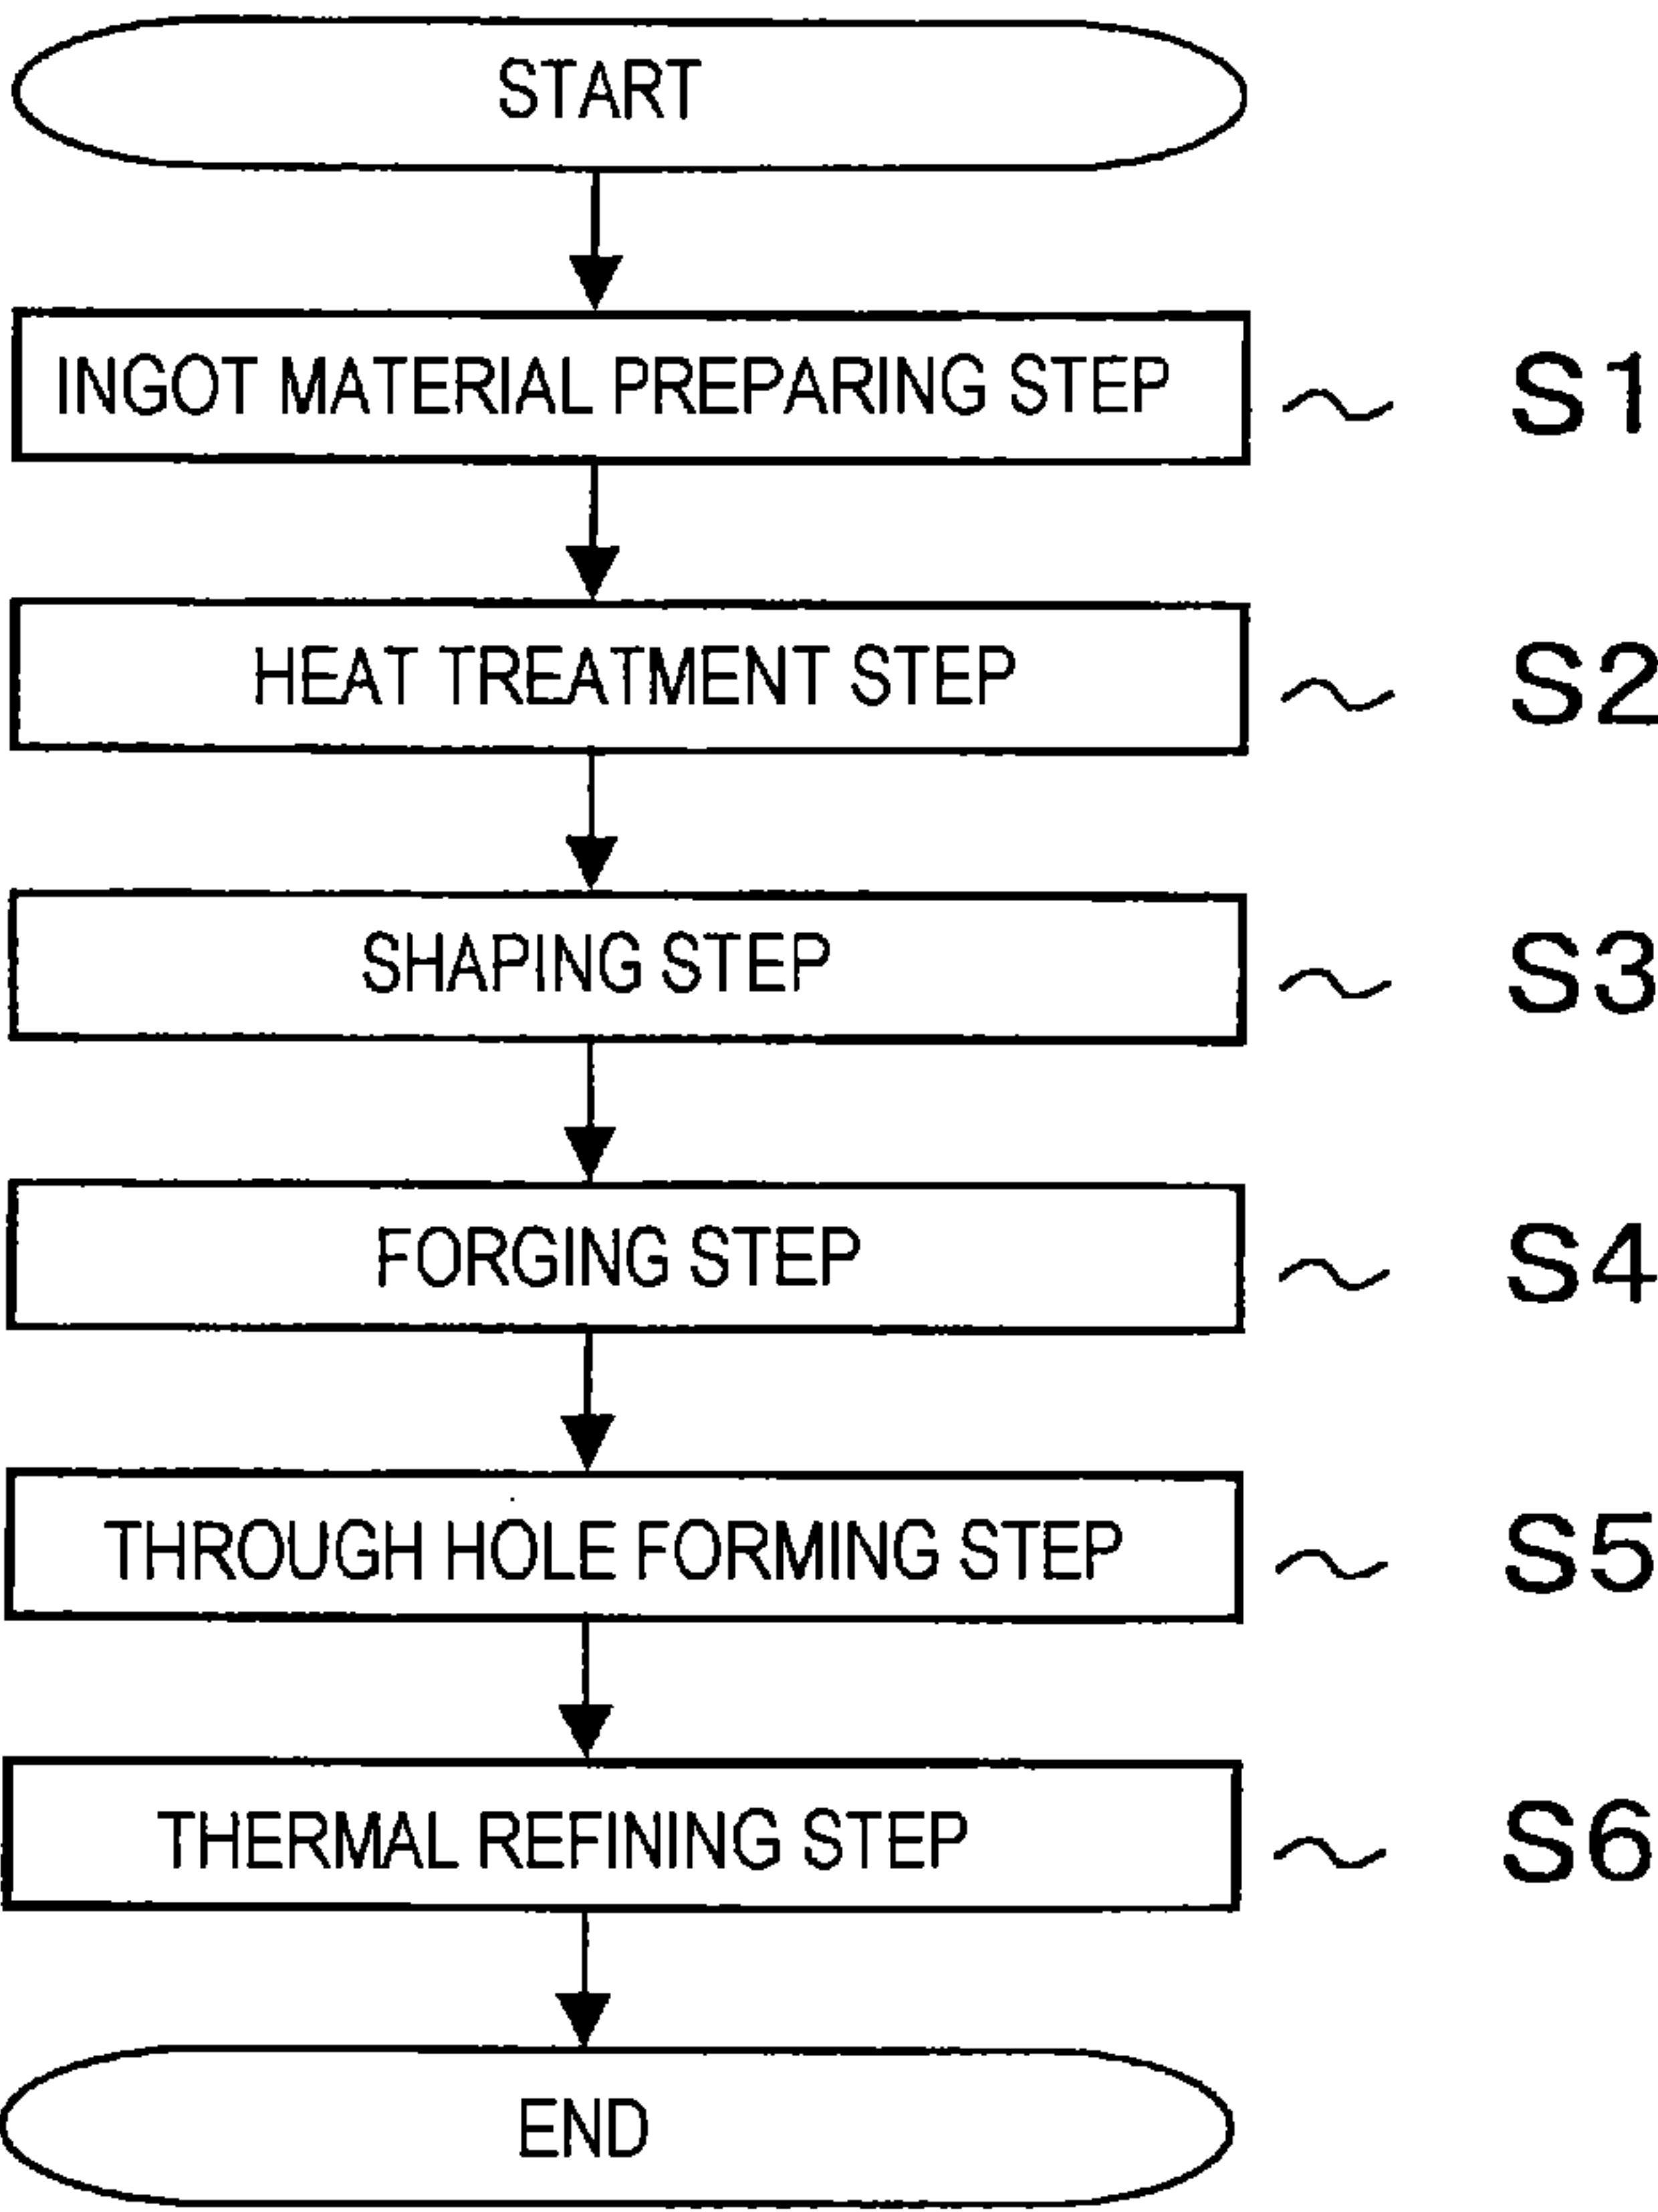 START
INGOT MATERIAL PREPARING STEP S1
HEAT TREATMENT STEP S2
SHAPING STEP S3
FORGING STEP S4
THROUGH HOLE FORMING STEP S5
THERMAL REFINING STEP S6
END